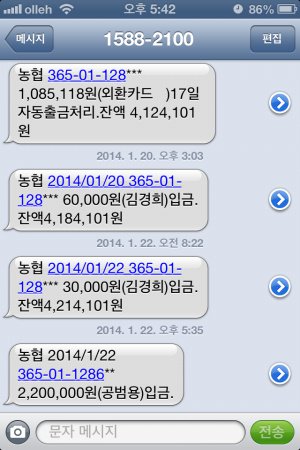 olleh 오후 5:42 86%
메시지 1588-2100 편집
농협 365-01-128***
1,085,118원(외환카드 )17일
자동출금처리.잔액 4,124,101
원
2014. 1. 20. 오후 3:03
농협 2014/01/20 365-01-
128*** 60,000원(김경희)입금.
잔액4,184,101원
2014. 1. 22. 오전 8:22
농협 2014/01/22 365-01-
128*** 30,000원(김경희)입금.
잔액4,214,101원
2014. 1. 22. 오후 5:35
농협 2014/1/22
365-01-1286**
2,200,000원(공범용)입금.
문자 메시지 전송